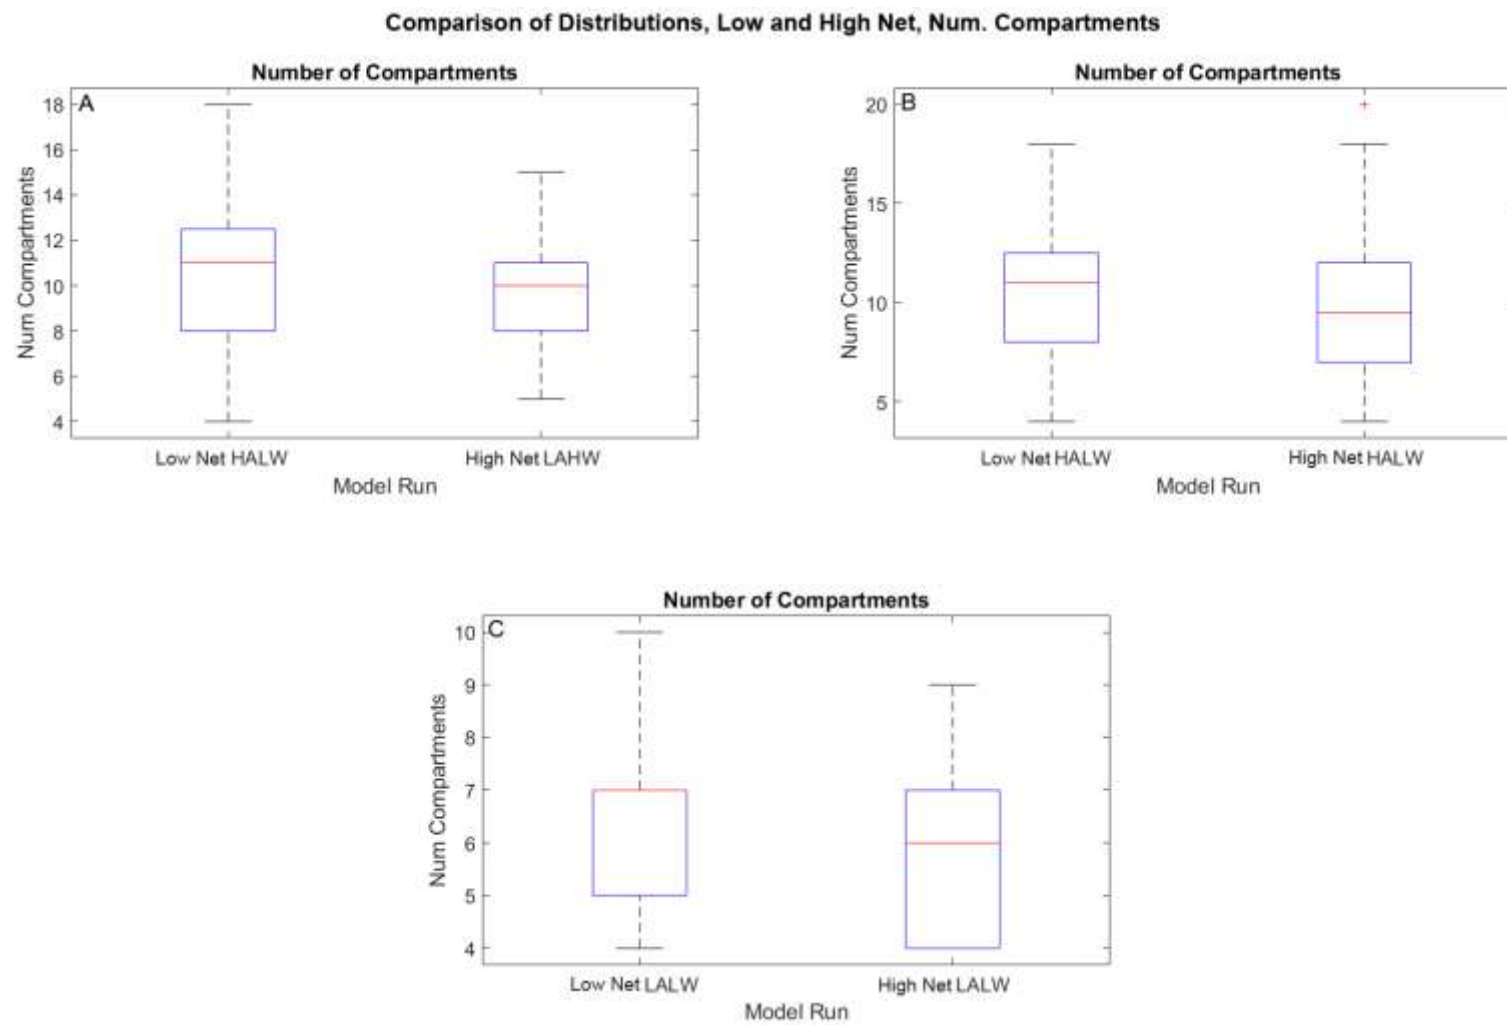 Comparison of Distributions, Low and High Net, Num. Compartments
Number of Compartments
A
18
16
14
12
10
8
6
4
Num Compartments
Low Net HALW
High Net LAHW
Model Run
Number of Compartments
B
20
15
10
5
Num Compartments
Low Net HALW
High Net HALW
Model Run
Number of Compartments
C
10
9
8
7
6
5
4
Num Compartments
Low Net LALW
High Net LALW
Model Run